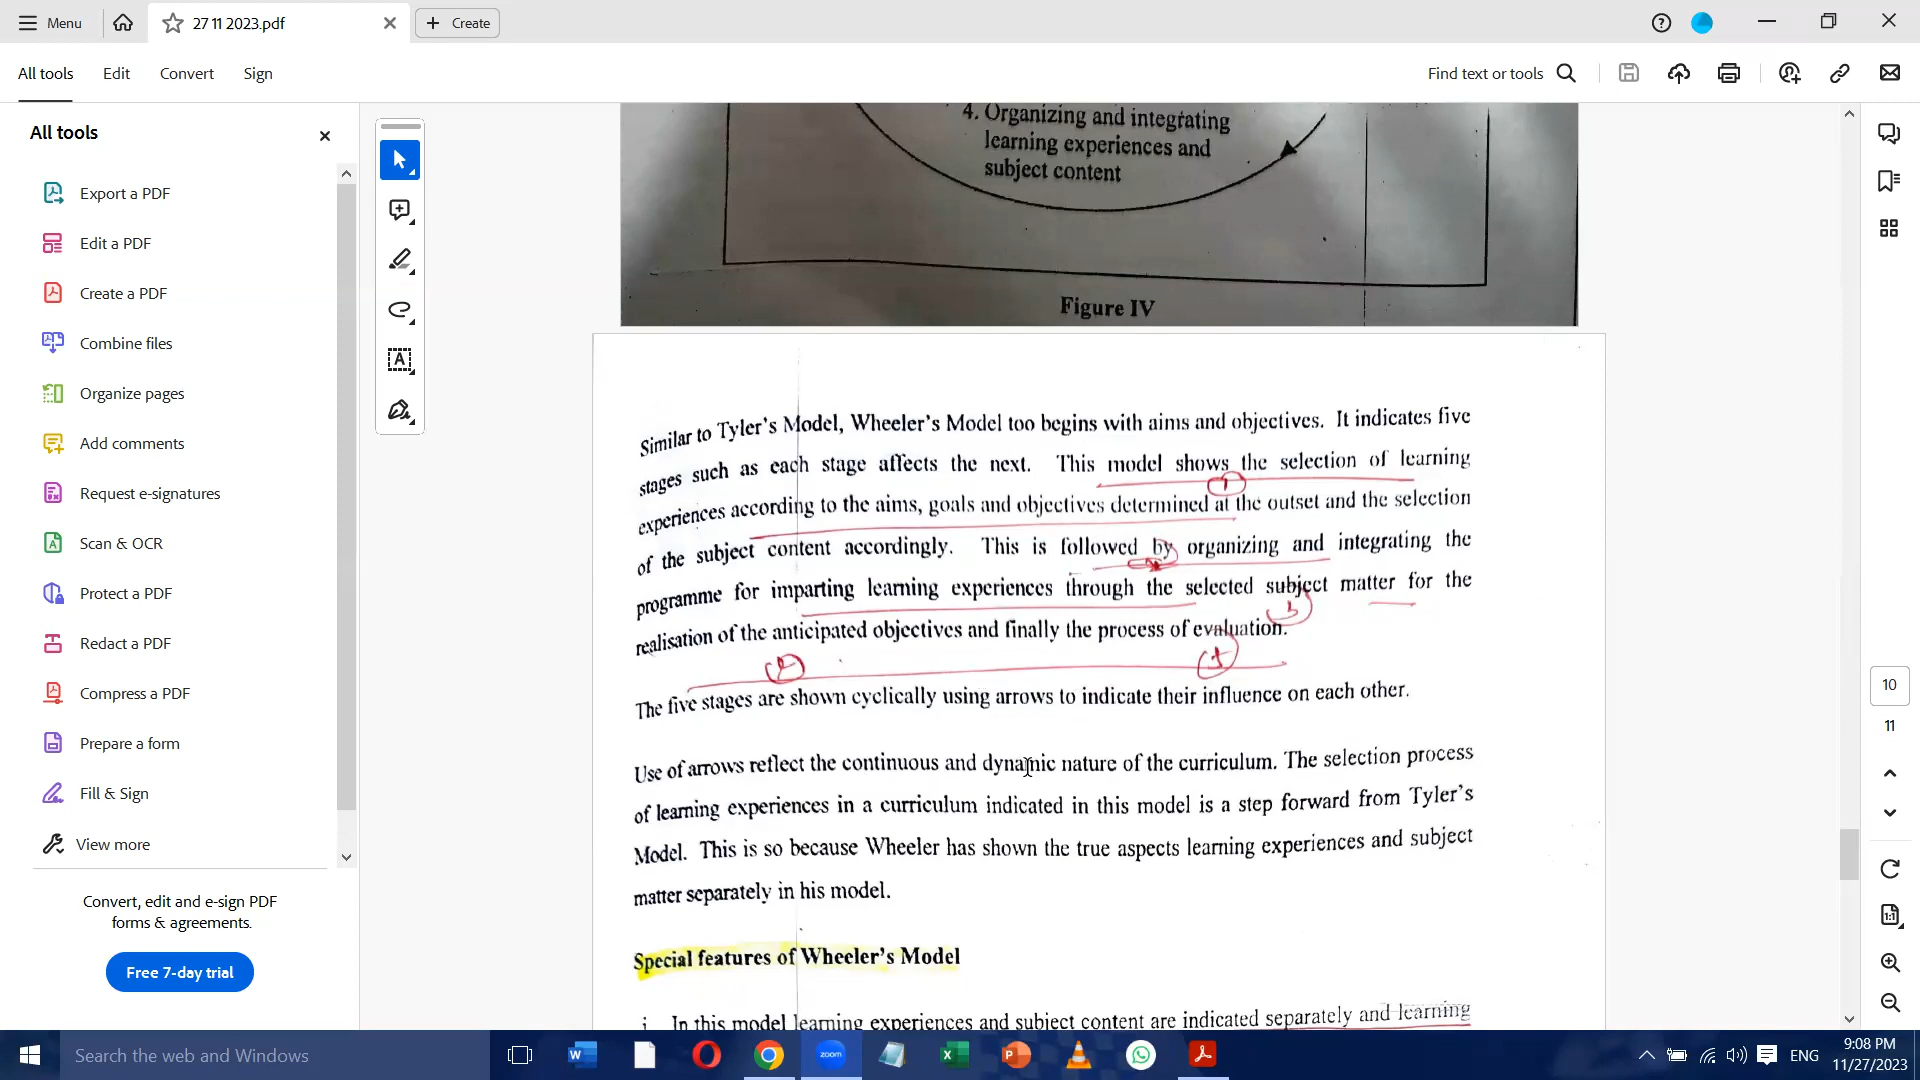 Menu
27 11 2023.pdf
Create
All tools
Edit
Convert
Sign
Find text or tools
All tools
Export a PDF
Edit a PDF
Create a PDF
Combine files
Organize pages
Add comments
Request e-signatures
Scan & OCR
Protect a PDF
Redact a PDF
Compress a PDF
Prepare a form
Fill & Sign
View more
Convert, edit and e-sign PDF
forms & agreements.
Free 7-day trial
4. Organizing and integrating
learning experiences and
subject content
Figure IV
Similar to Tyler's Model, Wheeler's Model too begins with aims and objectives. It indicates five
stages such as each stage affects the next. This model shows the selection of learning
experiences according to the aims, goals and objectives determined at the outset and the selection
of the subject content accordingly. This is followed by organizing and integrating the
programme for imparting learning experiences through the selected subject matter for the
realisation of the anticipated objectives and finally the process of evaluation.
The five stages are shown cyclically using arrows to indicate their influence on each other.
Use of arrows reflect the continuous and dynamic nature of the curriculum. The selection process
of learning experiences in a curriculum indicated in this model is a step forward from Tyler's
Model. This is so because Wheeler has shown the true aspects learning experiences and subject
matter separately in his model.
Special features of Wheeler's Model
i. In this model learning experiences and subject content are indicated separately and learning
10
11
1:1
Search the web and Windows
zoom
ENG
9:08 PM
11/27/2023